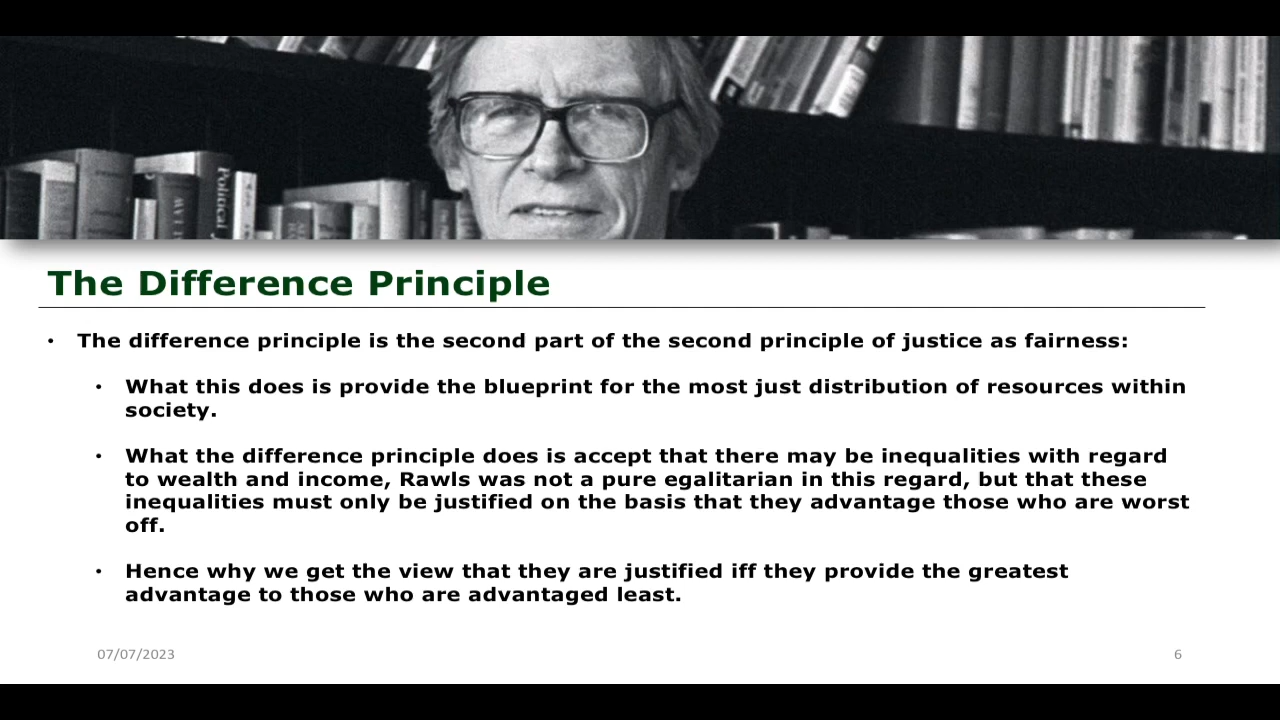 Political
The Difference Principle
• The difference principle is the second part of the second principle of justice as fairness:
• What this does is provide the blueprint for the most just distribution of resources within
society.
• What the difference principle does is accept that there may be inequalities with regard
to wealth and income, Rawls was not a pure egalitarian in this regard, but that these
inequalities must only be justified on the basis that they advantage those who are worst
off.
• Hence why we get the view that they are justified iff they provide the greatest
advantage to those who are advantaged least.
07/07/2023
6